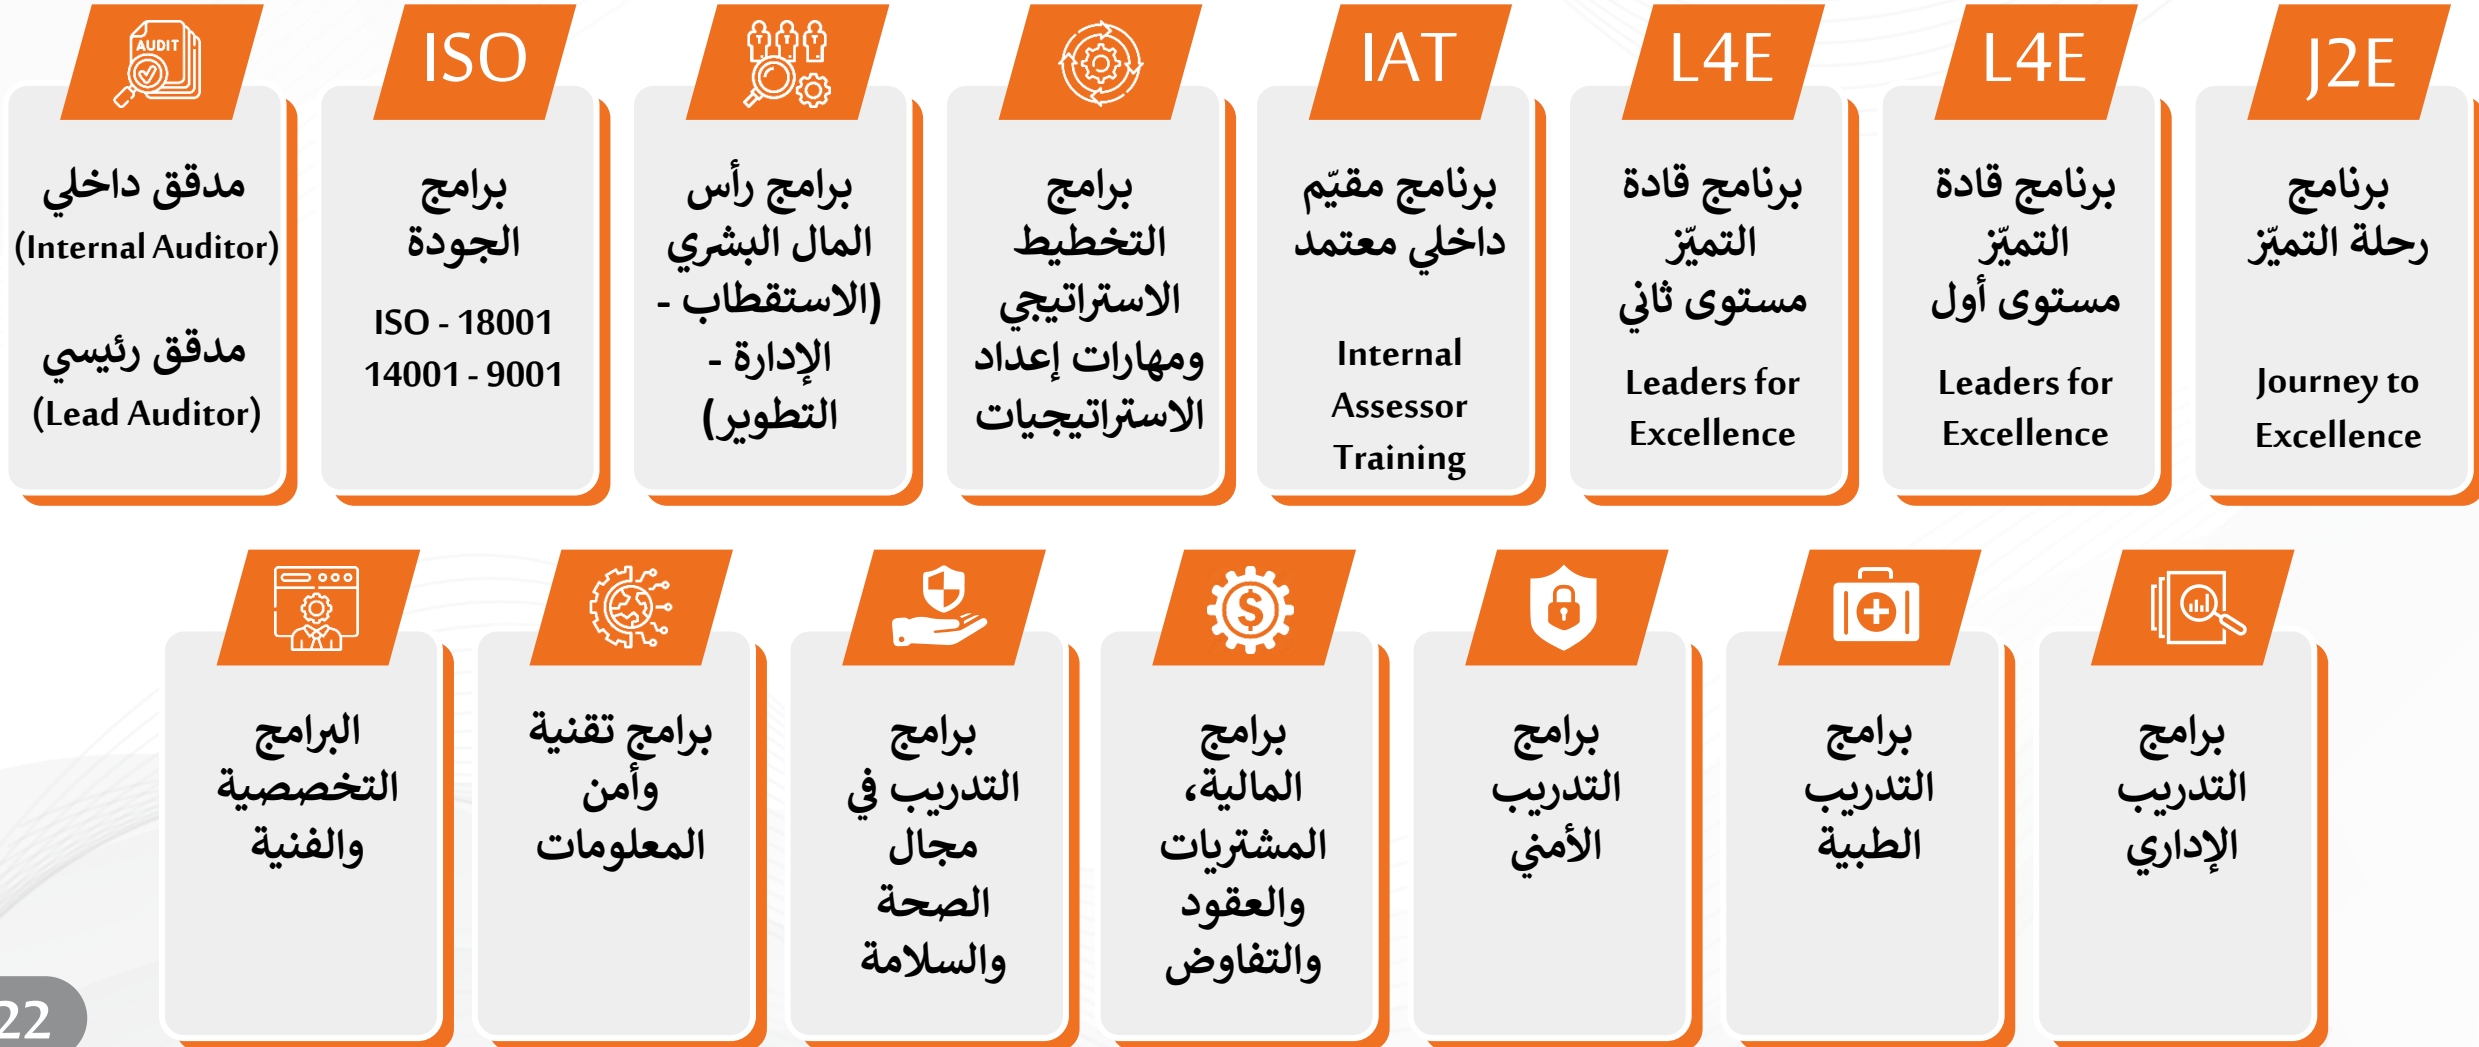 J2E
برنامج
رحلة التميّز
Journey to
Excellence
L4E
برنامج قادة
التميّز
مستوى أول
Leaders for
Excellence
L4E
برنامج قادة
التميّز
مستوى ثاني
Leaders for
Excellence
IAT
برنامج مقيّم
داخلي معتمد
Internal
Assessor
Training
برامج
التخطيط
الاستراتيجي
ومهارات إعداد
الاستراتيجيات
برامج رأس
المال البشري
(الاستقطاب -
الإدارة -
التطوير)
ISO
برامج
الجودة
ISO - 18001
14001 - 9001
AUDIT
مدقق داخلي
(Internal Auditor)
مدقق رئيسي
(Lead Auditor)
برامج
التدريب
الإداري
برامج
التدريب
الطبية
برامج
التدريب
الأمني
برامج
المالية،
المشتريات
والعقود
والتفاوض
برامج
التدريب في
مجال
الصحة
والسلامة
برامج تقنية
وأمن
المعلومات
البرامج
التخصصية
والفنية
22